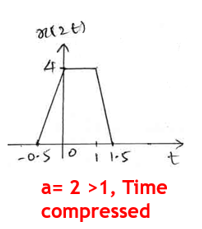 x(2t)
4
-0.5 0 1 1.5 t
a= 2 >1, Time
compressed